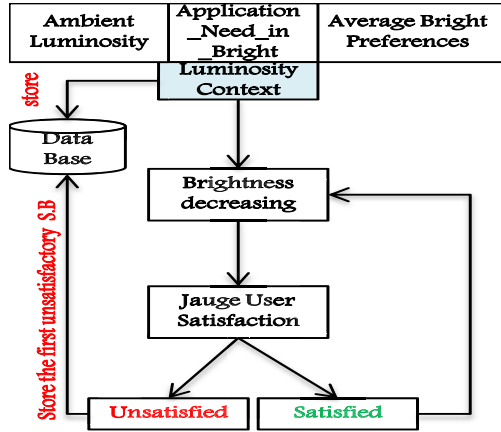 Ambient
Luminosity
Application
_Need_in
_Bright
Average Bright
Preferences
Luminosity
Context
store
Data
Base
Brightness
decreasing
Store the first unsatisfactory S.B
Jauge User
Satisfaction
Unsatisfied
Satisfied